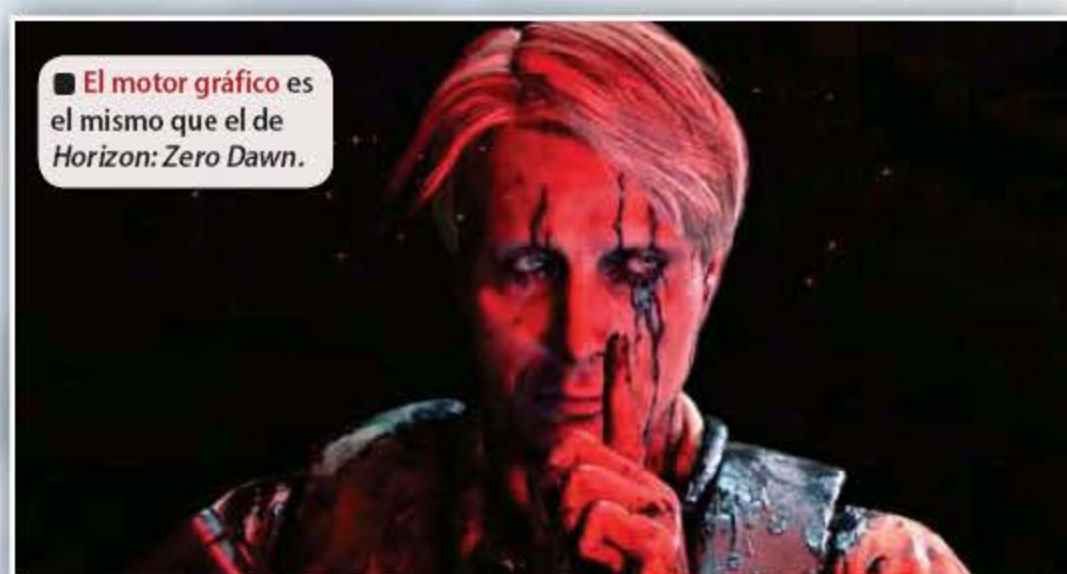 ■ El motor gráfico es
el mismo que el de
Horizon: Zero Dawn.